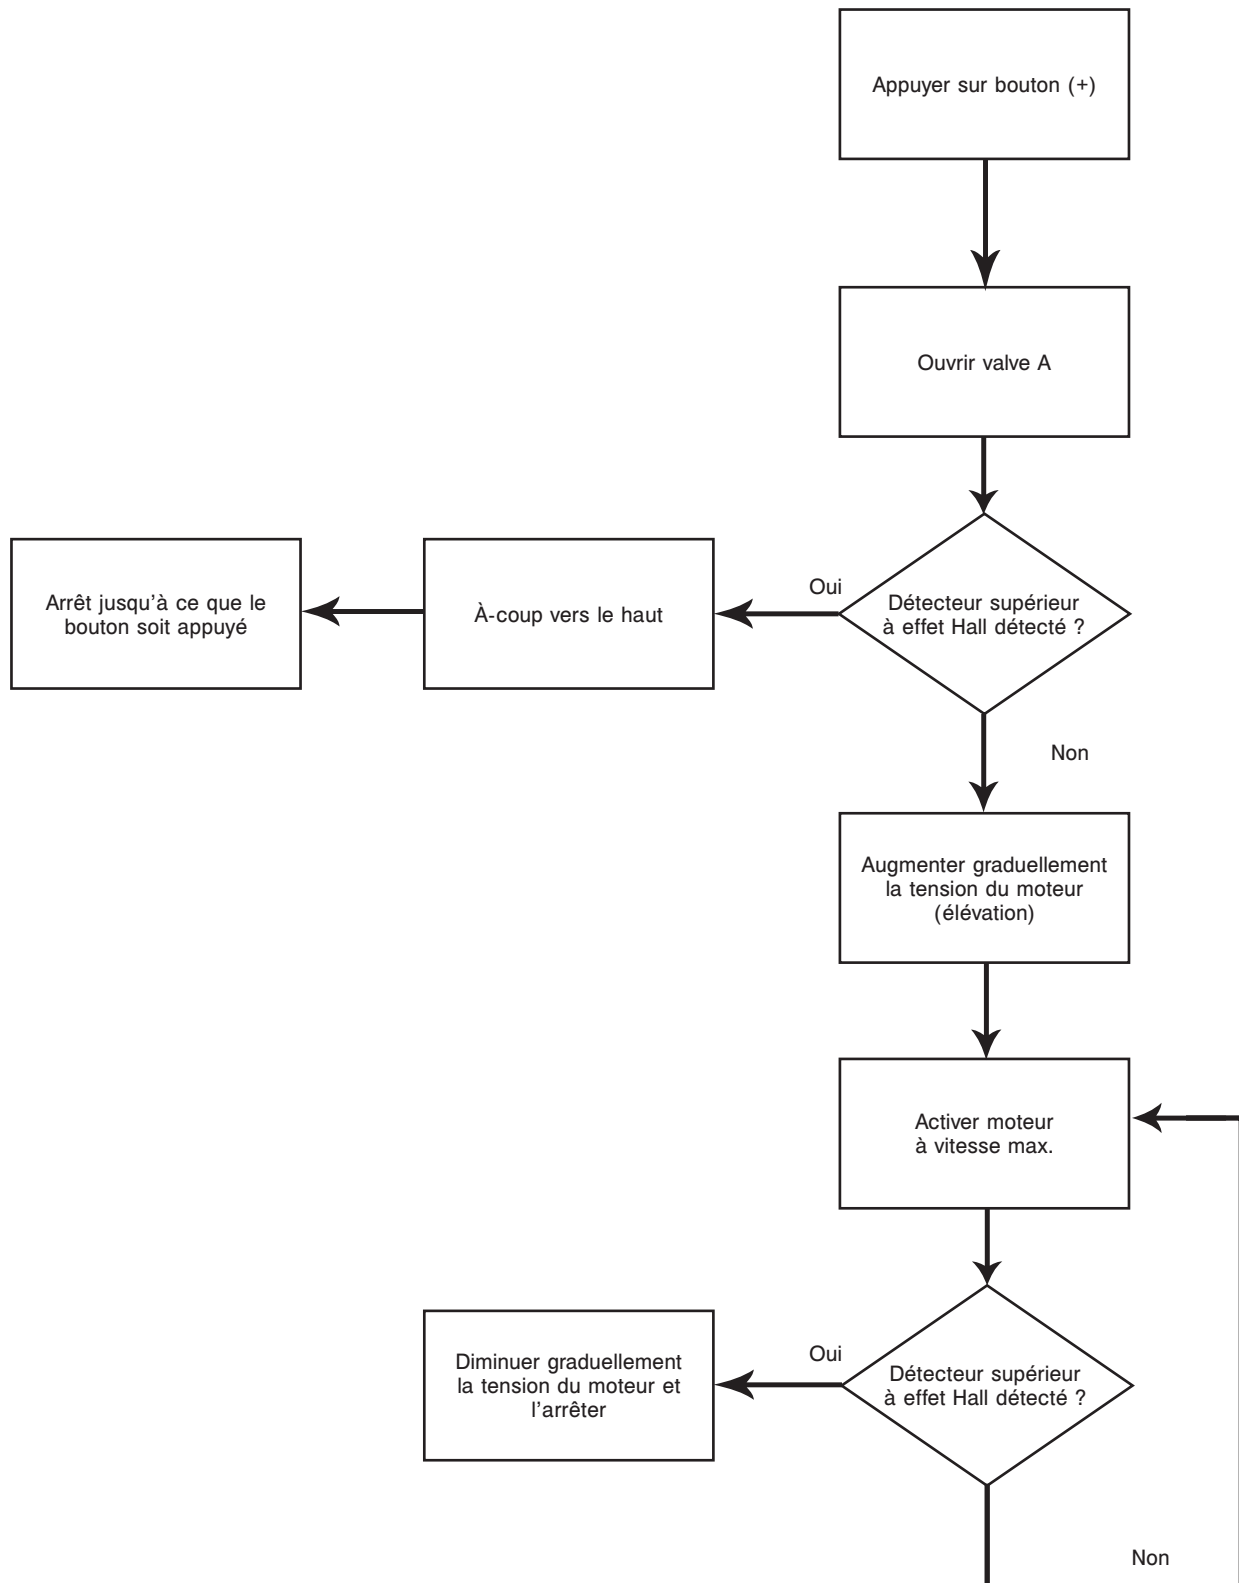 Appuyer sur bouton (+)
Ouvrir valve A
Oui
Détecteur supérieur
à effet Hall détecté ?
À-coup vers le haut
Arrêt jusqu'à ce que le
bouton soit appuyé
Non
Augmenter graduellement
la tension du moteur
(élévation)
Activer moteur
à vitesse max.
Oui
Détecteur supérieur
à effet Hall détecté ?
Diminuer graduellement
la tension du moteur et
l'arrêter
Non